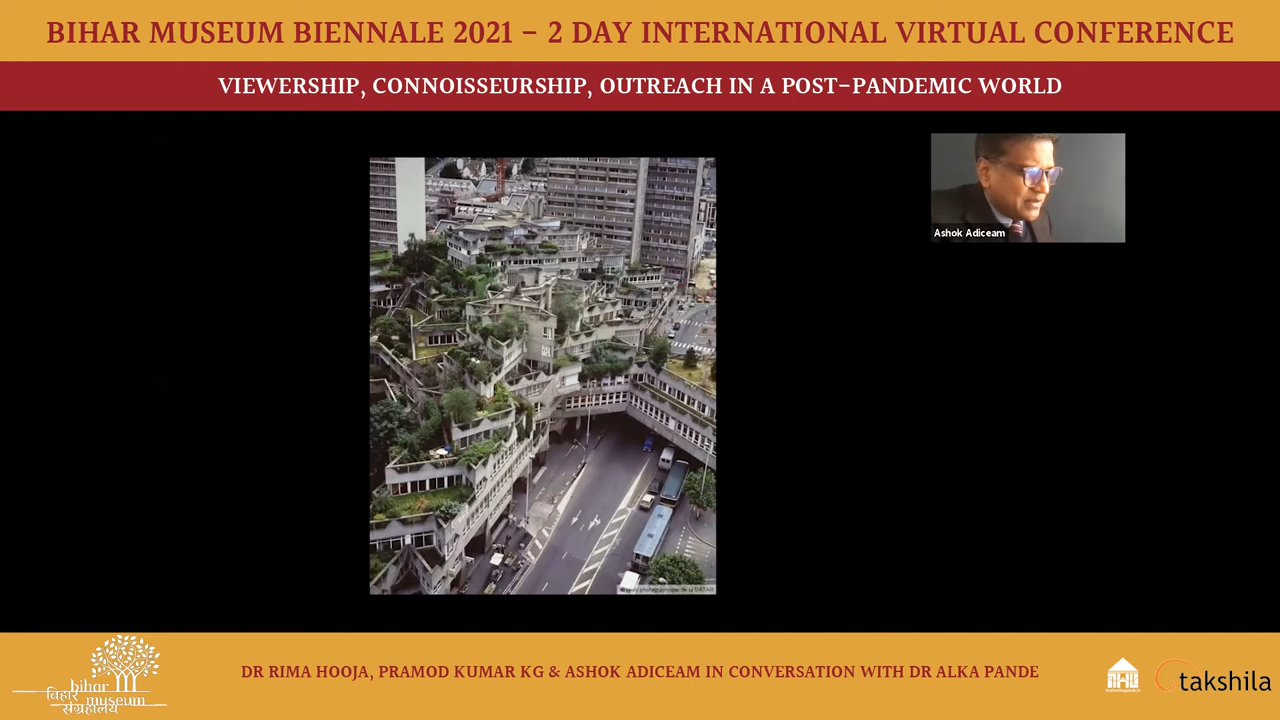 BIHAR MUSEUM BIENNALE 2021 – 2 DAY INTERNATIONAL VIRTUAL CONFERENCE
VIEWERSHIP, CONNOISSEURSHIP, OUTREACH IN A POST-PANDEMIC WORLD
Ashok Adiceam
DR RIMA HOOJA, PRAMOD KUMAR KG & ASHOK ADICEAM IN CONVERSATION WITH DR ALKA PANDE
bihar
बिहार museum
संग्रहालय
takshila